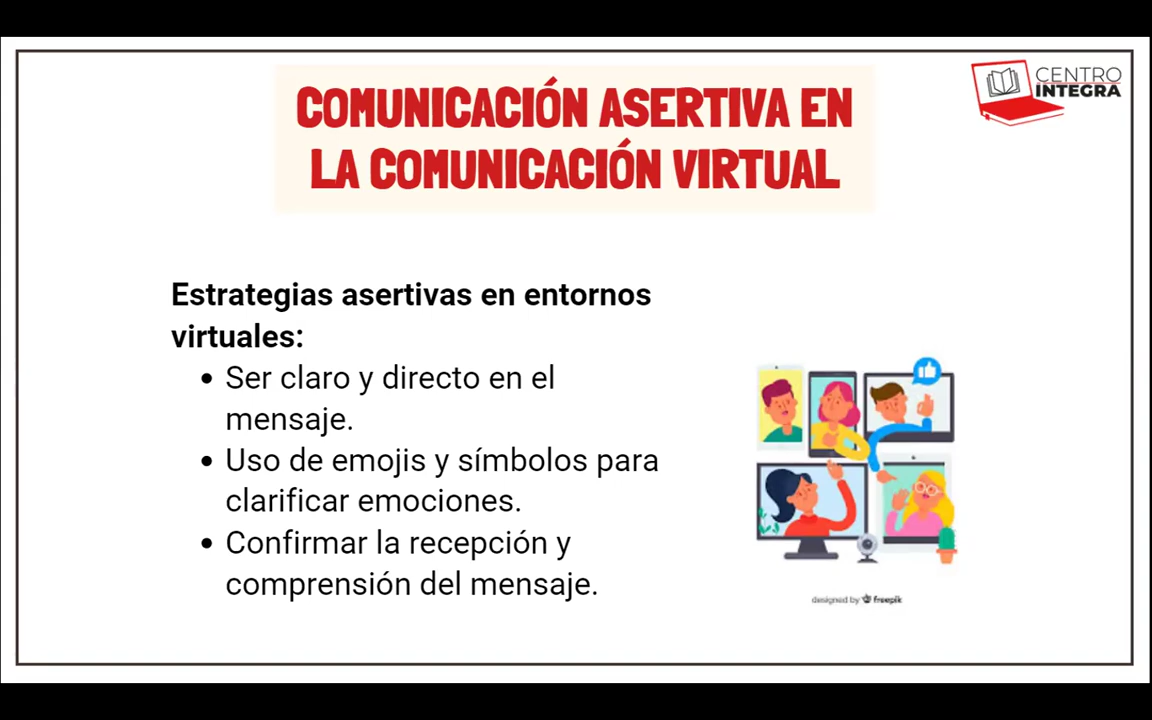 CENTRO
INTEGRA
COMUNICACIÓN ASERTIVA EN
LA COMUNICACIÓN VIRTUAL
Estrategias asertivas en entornos
virtuales:
• Ser claro y directo en el
mensaje.
• Uso de emojis y símbolos para
clarificar emociones.
• Confirmar la recepción y
comprensión del mensaje.
designed by freepik